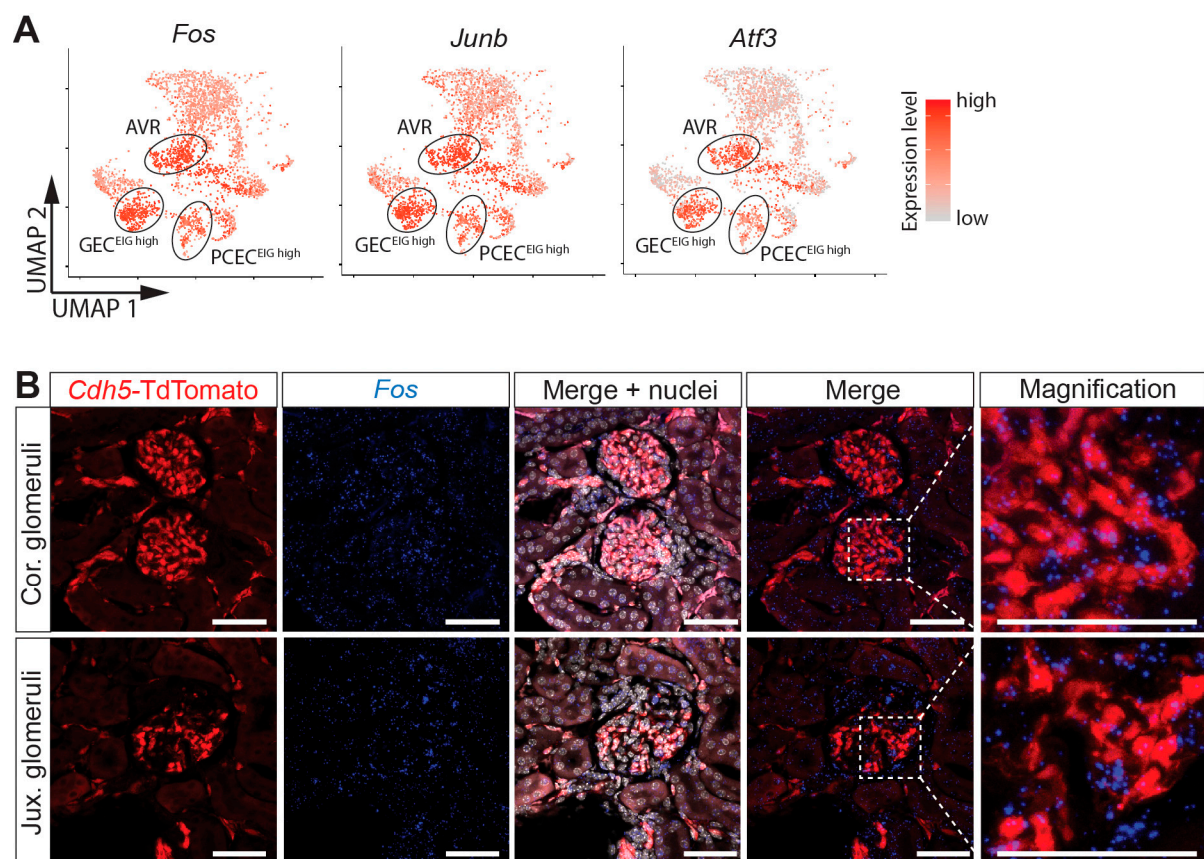 A
Fos
Junb
Atf3
AVR
GEC^EIG high
PCEC^EIG high
AVR
GEC^EIG high
PCEC^EIG high
AVR
GEC^EIG high
PCEC^EIG high
high
Expression level
low
UMAP 2
UMAP 1
B
Cdh5-TdTomato
Fos
Merge + nuclei
Merge
Magnification
Cor. glomeruli
Jux. glomeruli